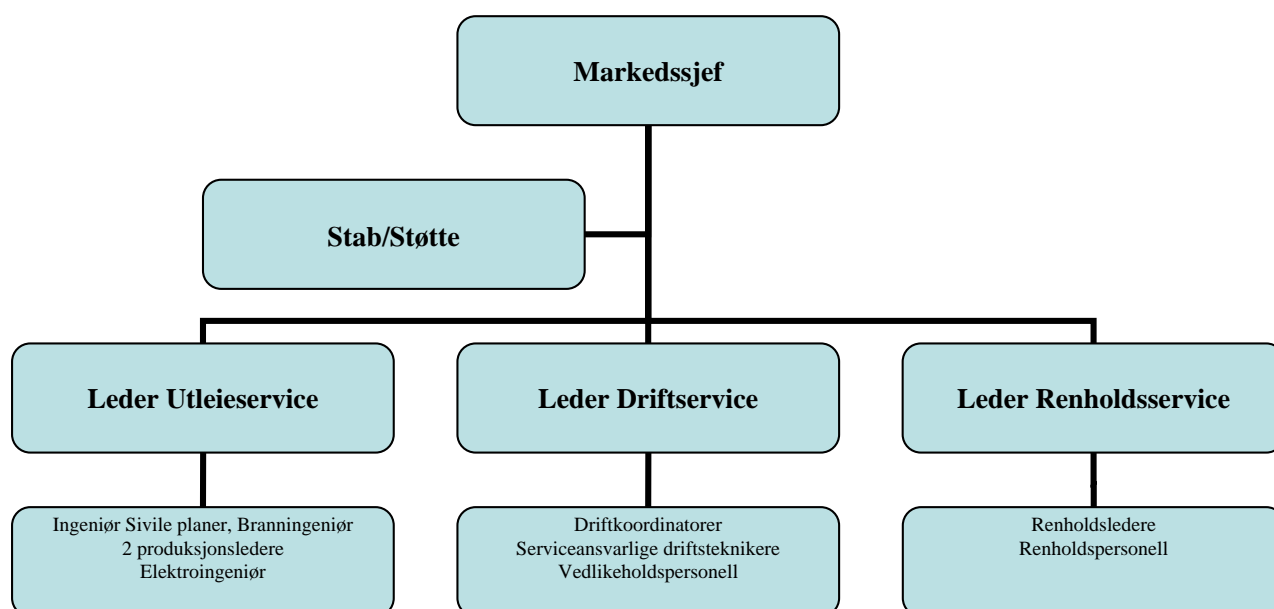 Markedssjef
Stab/Støtte
Leder Utleieservice
Leder Driftservice
Leder Renholdsservice
Ingeniør Sivile planer, Branningeniør
2 produksjonsledere
Elektroingeniør
Driftkoordinatorer
Serviceansvarlige driftsteknikere
Vedlikeholdspersonell
Renholdsledere
Renholdspersonell